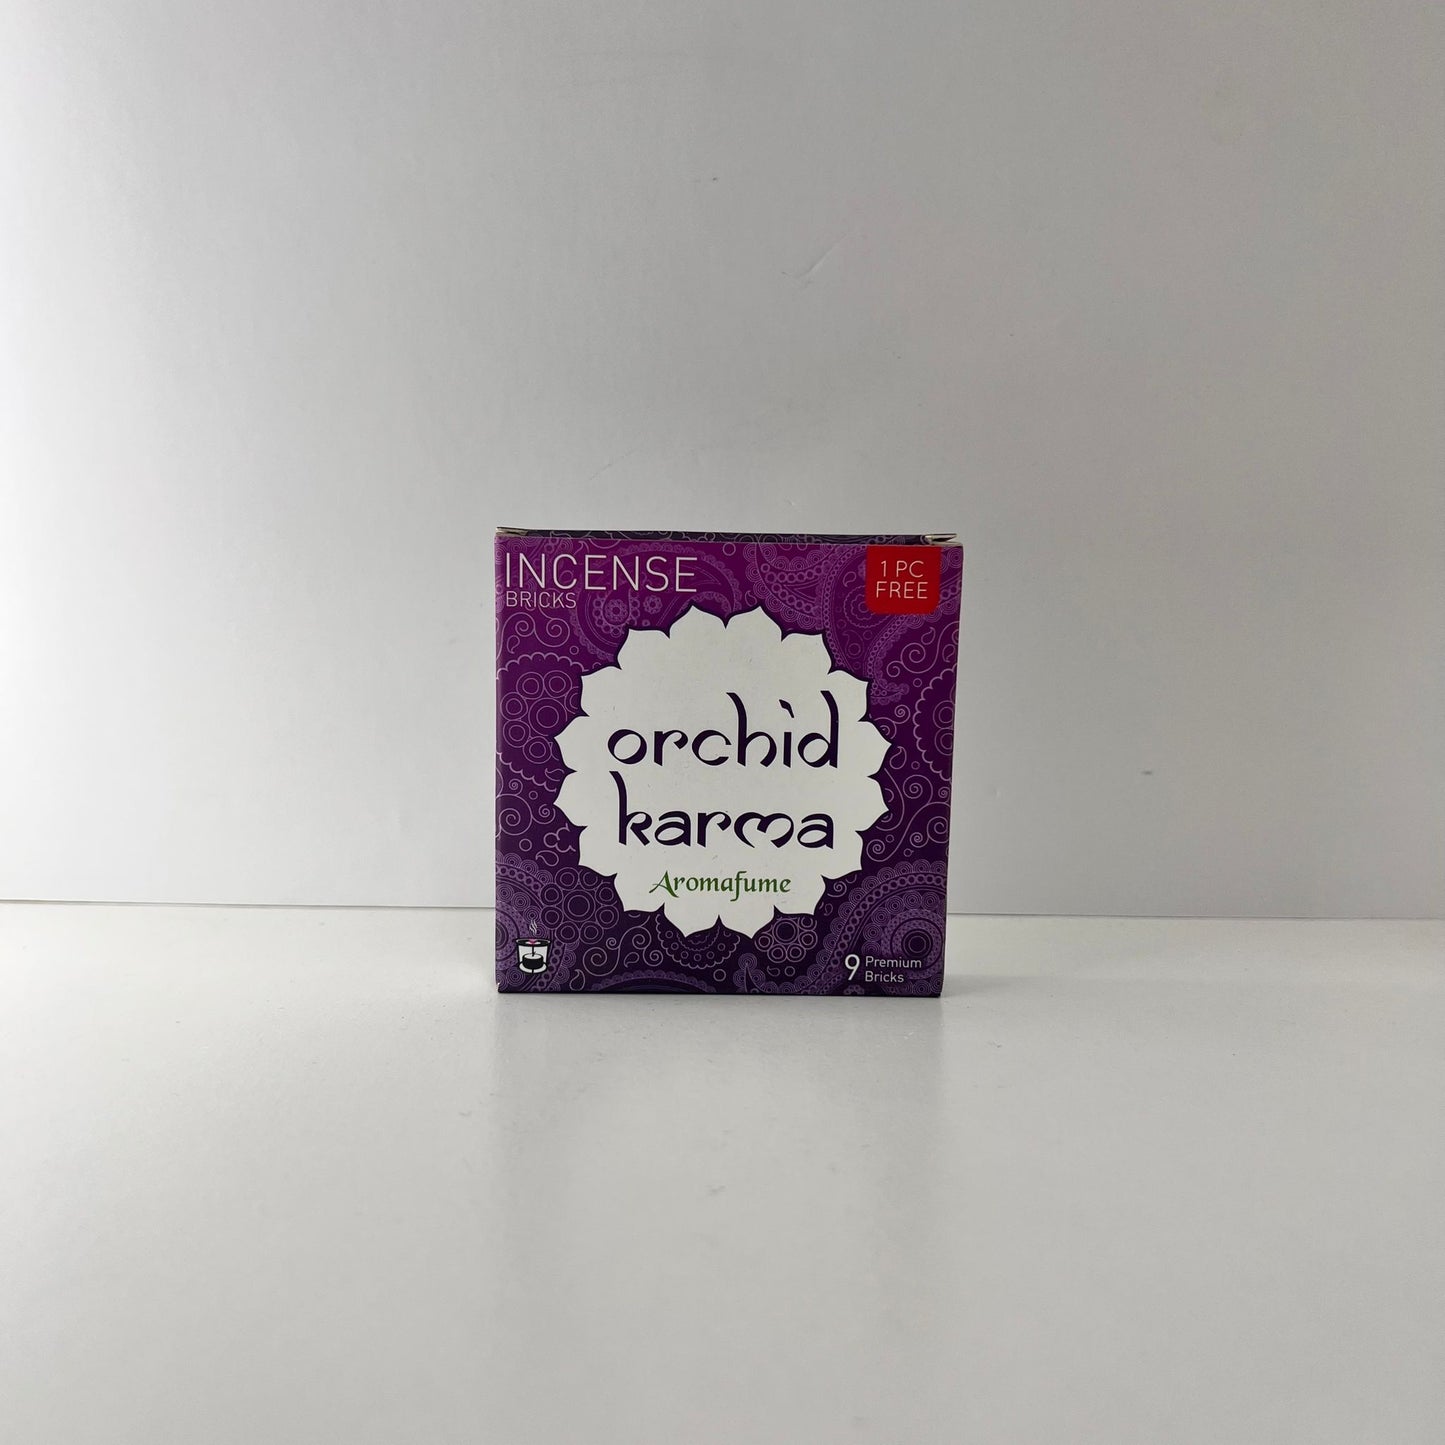 INCENSE
BRICKS
1 PC
FREE
orchid
karma
Aromafume
9 Premium
Bricks